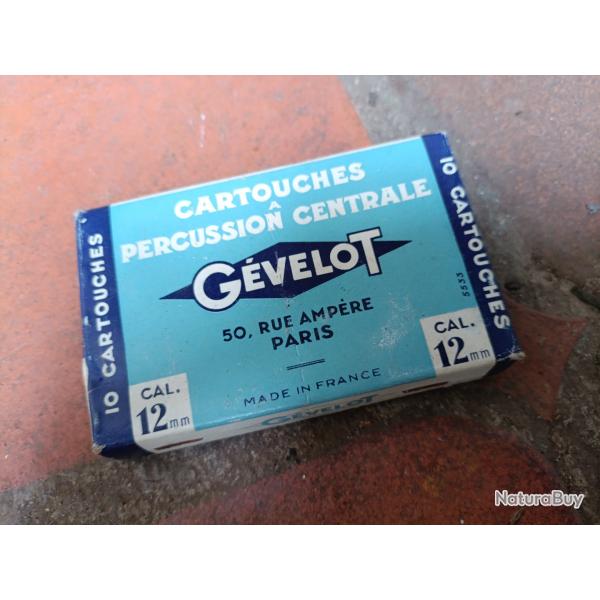 CARTOUCHES
A
PERCUSSION CENTRALE
GÉVELOT
50, RUE AMPÈRE
PARIS
MADE IN FRANCE
10 CARTOUCHES
CAL.
12mm
10 CARTOUCHES
5533
CAL.
12mm
GÉVELOT
NaturaBuy